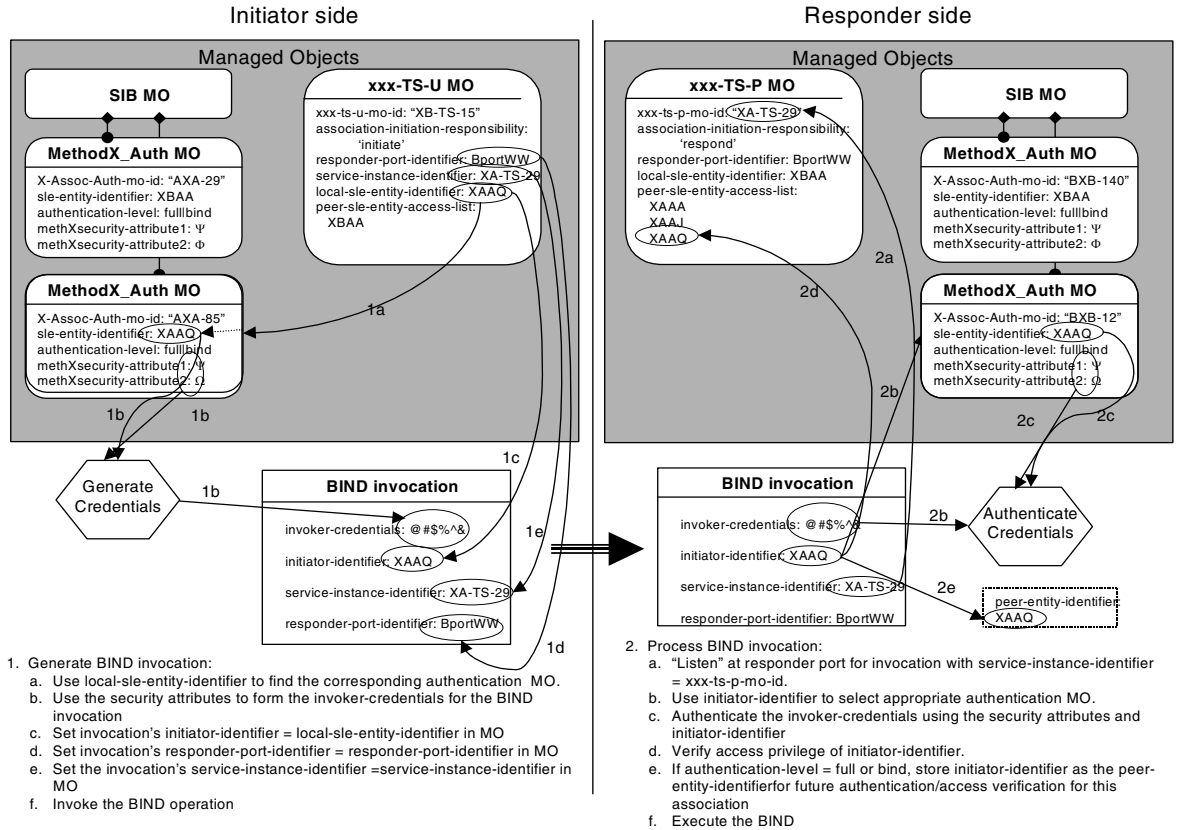 Initiator side
Managed Objects
SIB MO
MethodX_Auth MO
X-Assoc-Auth-mo-id: “AXA-29”
sle-entity-identifier: XBAA
authentication-level: fulllbind
methXsecurity-attribute1: Ψ
methXsecurity-attribute2: Φ
MethodX_Auth MO
X-Assoc-Auth-mo-id: “AXA-85”
sle-entity-identifier: XAAQ
authentication-level: fulllbind
methXsecurity-attribute1: Ψ
methXsecurity-attribute2: Ω
xxx-TS-U MO
xxx-ts-u-mo-id: “XB-TS-15”
association-initiation-responsibility:
‘initiate’
responder-port-identifier: BportWW
service-instance-identifier: XA-TS-29
local-sle-entity-identifier: XAAQ
peer-sle-entity-access-list:
XBAA
1a
1b
1b
1c
Generate
Credentials
1b
BIND invocation
invoker-credentials: @#$%^&
initiator-identifier: XAAQ
service-instance-identifier: XA-TS-29
responder-port-identifier: BportWW
1e
1d
1. Generate BIND invocation:
a. Use local-sle-entity-identifier to find the corresponding authentication MO.
b. Use the security attributes to form the invoker-credentials for the BIND
invocation
c. Set invocation’s initiator-identifier = local-sle-entity-identifier in MO
d. Set invocation’s responder-port-identifier = responder-port-identifier in MO
e. Set the invocation’s service-instance-identifier =service-instance-identifier in
MO
f. Invoke the BIND operation
Responder side
Managed Objects
xxx-TS-P MO
xxx-ts-p-mo-id: “XA-TS-29”
association-initiation-responsibility:
‘respond’
responder-port-identifier: BportWW
local-sle-entity-identifier: XBAA
peer-sle-entity-access-list:
XAAA
XAAJ
XAAQ
SIB MO
MethodX_Auth MO
X-Assoc-Auth-mo-id: “BXB-140”
sle-entity-identifier: XBAA
authentication-level: fulllbind
methXsecurity-attribute1: Ψ
methXsecurity-attribute2: Φ
MethodX_Auth MO
X-Assoc-Auth-mo-id: “BXB-12”
sle-entity-identifier: XAAQ
authentication-level: fulllbind
methXsecurity-attribute1: Ψ
methXsecurity-attribute2: Ω
2a
2d
2b
2c
2c
BIND invocation
invoker-credentials: @#$%^&
initiator-identifier: XAAQ
service-instance-identifier: XA-TS-29
responder-port-identifier: BportWW
2b
Authenticate
Credentials
2e
peer-entity-identifier:
XAAQ
2. Process BIND invocation:
a. “Listen” at responder port for invocation with service-instance-identifier
= xxx-ts-p-mo-id.
b. Use initiator-identifier to select appropriate authentication MO.
c. Authenticate the invoker-credentials using the security attributes and
initiator-identifier
d. Verify access privilege of initiator-identifier.
e. If authentication-level = full or bind, store initiator-identifier as the peer-
entity-identifierfor future authentication/access verification for this
association
f. Execute the BIND